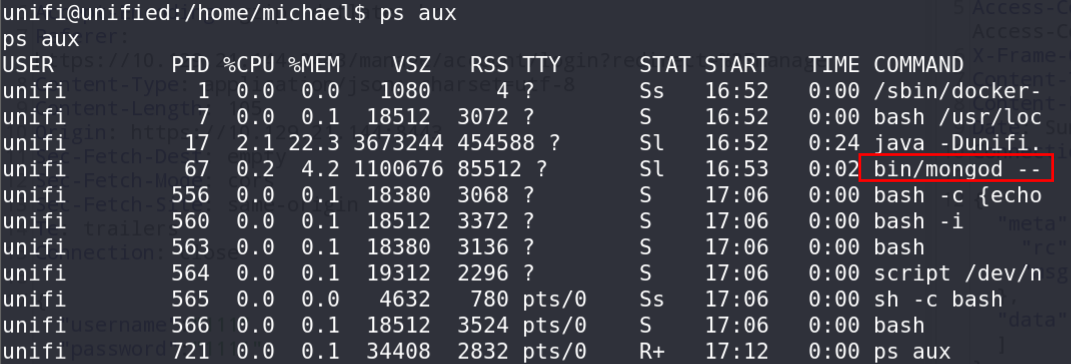 unifi@unified:/home/michael$ ps aux
ps aux
USER PID %CPU %MEM VSZ RSS TTY STAT START TIME COMMAND
unifi 1 0.0 0.0 1080 4 ? Ss 16:52 0:00 /sbin/docker-
unifi 7 0.0 0.1 18512 3072 ? S 16:52 0:00 bash /usr/loc
unifi 17 2.1 22.3 3673244 454588 ? Sl 16:52 0:24 java -Dunifi.
unifi 67 0.2 4.2 1100676 85512 ? Sl 16:53 0:02 bin/mongod --
unifi 556 0.0 0.1 18380 3068 ? S 17:06 0:00 bash -c {echo
unifi 560 0.0 0.1 18512 3372 ? S 17:06 0:00 bash -i
unifi 563 0.0 0.1 18380 3136 ? S 17:06 0:00 bash
unifi 564 0.0 0.1 19312 2296 ? S 17:06 0:00 script /dev/n
unifi 565 0.0 0.0 4632 780 pts/0 Ss 17:06 0:00 sh -c bash
unifi 566 0.0 0.1 18512 3524 pts/0 S 17:06 0:00 bash
unifi 721 0.0 0.1 34408 2832 pts/0 R+ 17:12 0:00 ps aux